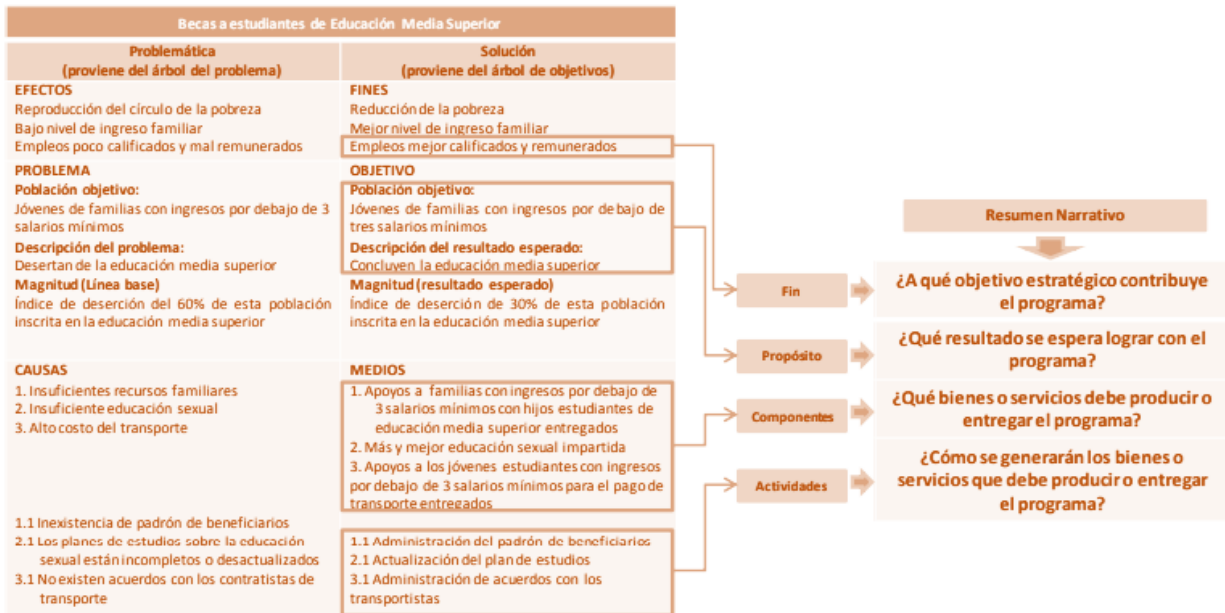 Becas a estudiantes de Educación Media Superior
Problemática
(proviene del árbol del problema)
Solución
(proviene del árbol de objetivos)
EFECTOS
Reproducción del círculo de la pobreza
Bajo nivel de ingreso familiar
Empleos poco calificados y mal remunerados
FINES
Reducción de la pobreza
Mejor nivel de ingreso familiar
Empleos mejor calificados y remunerados
PROBLEMA
Población objetivo:
Jóvenes de familias con ingresos por debajo de 3
salarios mínimos
Descripción del problema:
Desertan de la educación media superior
Magnitud (Línea base)
Índice de deserción del 60% de esta población
inscrita en la educación media superior
OBJETIVO
Población objetivo:
Jóvenes de familias con ingresos por debajo de
tres salarios mínimos
Descripción del resultado esperado:
Concluyen la educación media superior
Magnitud (resultado esperado)
Índice de deserción de 30% de esta población
inscrita en la educación media superior
CAUSAS
1. Insuficientes recursos familiares
2. Insuficiente educación sexual
3. Alto costo del transporte
MEDIOS
1. Apoyos a familias con ingresos por debajo de
3 salarios mínimos con hijos estudiantes de
educación media superior entregados
2. Más y mejor educación sexual impartida
3. Apoyos a los jóvenes estudiantes con ingresos
por debajo de 3 salarios mínimos para el pago de
transporte entregados
1.1 Inexistencia de padrón de beneficiarios
2.1 Los planes de estudios sobre la educación
sexual están incompletos o desactualizados
3.1 No existen acuerdos con los contratistas de
transporte
1.1 Administración del padrón de beneficiarios
2.1 Actualización del plan de estudios
3.1 Administración de acuerdos con los
transportistas
Resumen Narrativo
Fin
¿A qué objetivo estratégico contribuye
el programa?
Propósito
¿Qué resultado se espera lograr con el
programa?
Componentes
¿Qué bienes o servicios debe producir o
entregar el programa?
Actividades
¿Cómo se generarán los bienes o
servicios que debe producir o entregar
el programa?